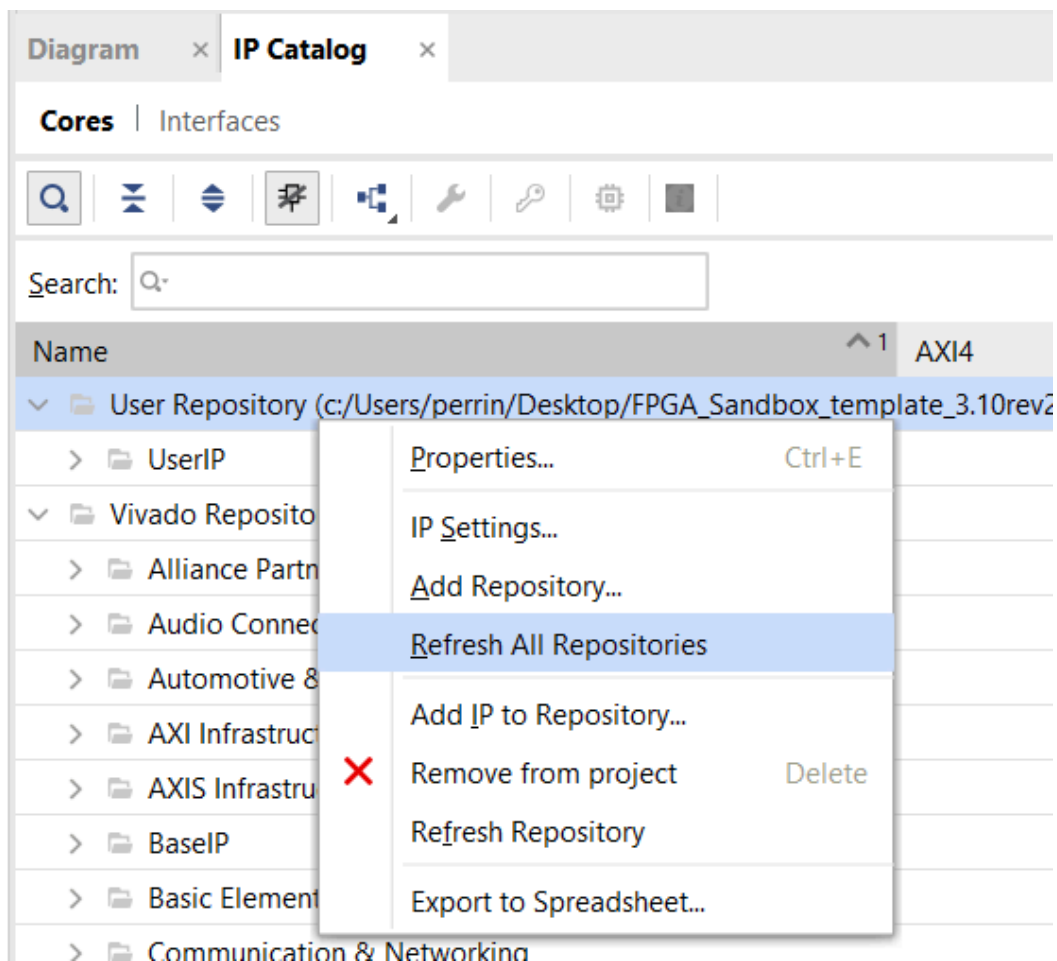 Diagram × IP Catalog ×
Cores | Interfaces
Search:
Name 1 AXI4
User Repository (c:/Users/perrin/Desktop/FPGA_Sandbox_template_3.10rev2
UserIP
Properties... Ctrl+E
Vivado Reposito
IP Settings...
Alliance Partn
Add Repository...
Audio Connec
Refresh All Repositories
Automotive &
Add IP to Repository...
AXI Infrastruct
Remove from project Delete
AXIS Infrastru
Refresh Repository
BaseIP
Basic Element
Export to Spreadsheet...
Communication & Networking